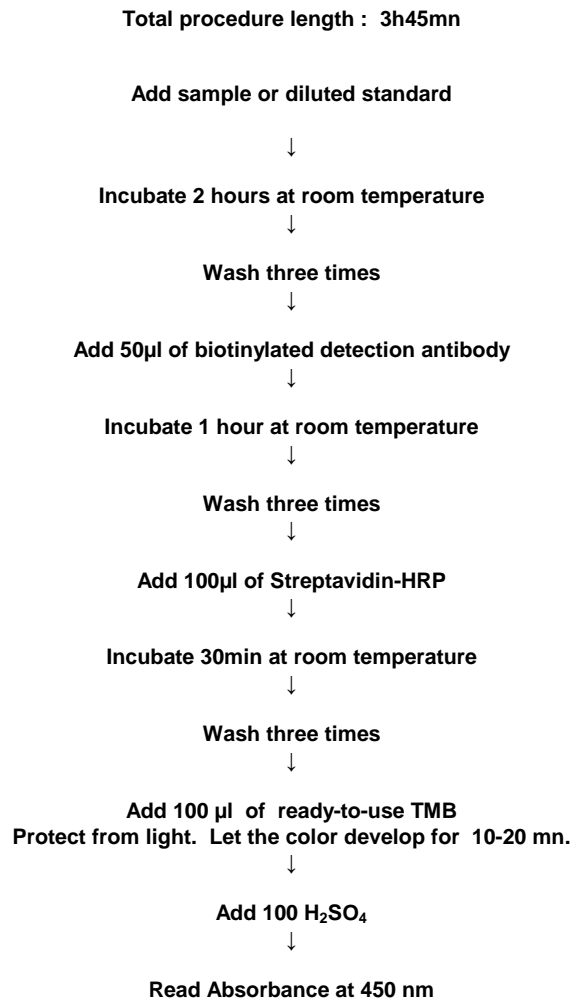 Total procedure length :  3h45mn
Add sample or diluted standard
↓
Incubate 2 hours at room temperature
↓
Wash three times
↓
Add 50µl of biotinylated detection antibody
↓
Incubate 1 hour at room temperature
↓
Wash three times
↓
Add 100µl of Streptavidin-HRP
↓
Incubate 30min at room temperature
↓
Wash three times
↓
Add 100 µl  of  ready-to-use TMB
Protect from light.  Let the color develop for  10-20 mn.
↓
Add 100 H₂SO₄
↓
Read Absorbance at 450 nm